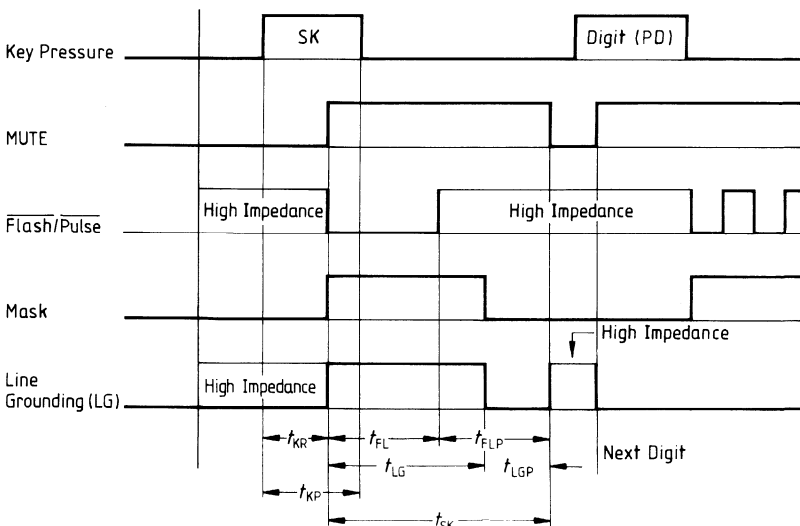 Key Pressure
SK
Digit (PD)
MUTE
Flash/Pulse
High Impedance
High Impedance
Mask
High Impedance
Line
Grounding (LG)
High Impedance
tKR
tFL
tFLP
tLG
tLGP
Next Digit
tKP
tSK